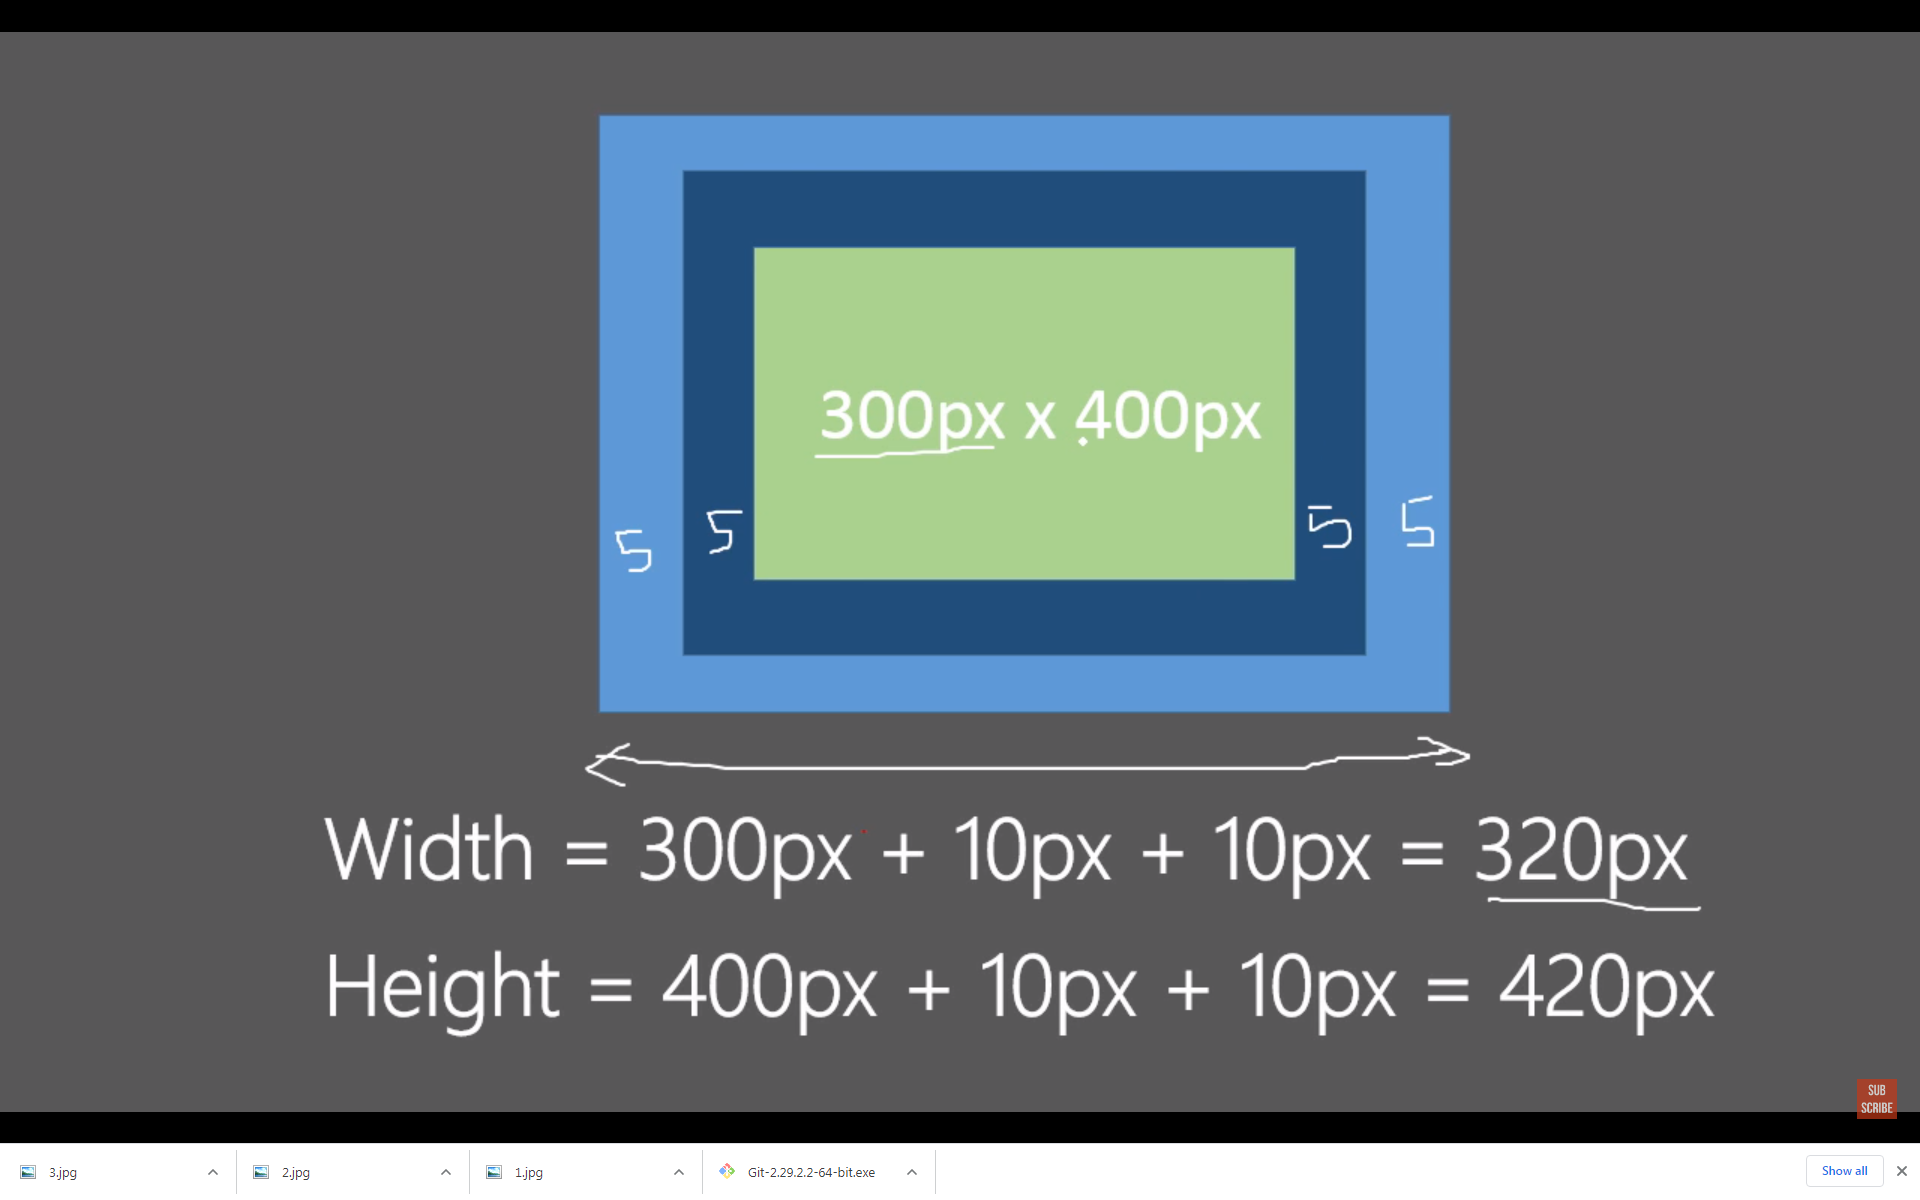 300px x 400px
5 5 5 5
Width = 300px + 10px + 10px = 320px
Height = 400px + 10px + 10px = 420px
SUB
SCRIBE
3.jpg
2.jpg
1.jpg
Git-2.29.2.2-64-bit.exe
Show all